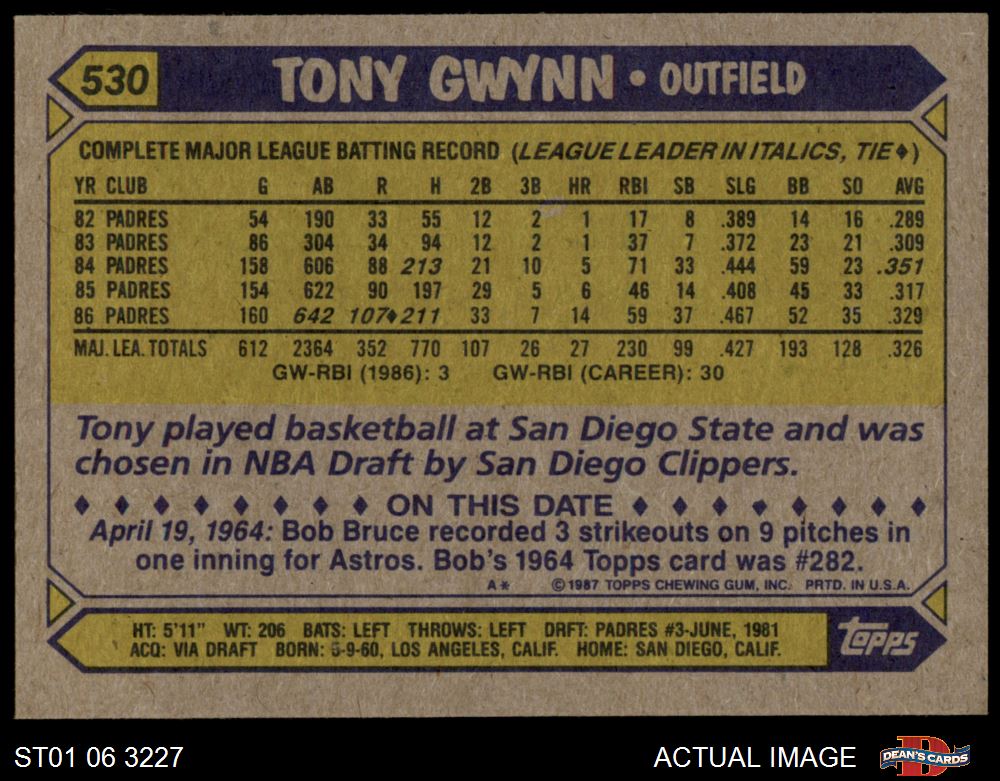 530 TONY GWYNN • OUTFIELD
COMPLETE MAJOR LEAGUE BATTING RECORD (LEAGUE LEADER IN ITALICS, TIE♦)
YR CLUB G AB R H 2B 3B HR RBI SB SLG BB SO AVG
82 PADRES 54 190 33 55 12 2 1 17 8 .389 14 16 .289
83 PADRES 86 304 34 94 12 2 1 37 7 .372 23 21 .309
84 PADRES 158 606 88 213 21 10 5 71 33 .444 59 23 .351
85 PADRES 154 622 90 197 29 5 6 46 14 .408 45 33 .317
86 PADRES 160 642 107♦ 211 33 7 14 59 37 .467 52 35 .329
MAJ. LEA. TOTALS 612 2364 352 770 107 26 27 230 99 .427 193 128 .326
GW-RBI (1986): 3 GW-RBI (CAREER): 30
Tony played basketball at San Diego State and was
chosen in NBA Draft by San Diego Clippers.
♦ ♦ ♦ ♦ ♦ ♦ ♦ ♦ ON THIS DATE ♦ ♦ ♦ ♦ ♦ ♦ ♦ ♦
April 19, 1964: Bob Bruce recorded 3 strikeouts on 9 pitches in
one inning for Astros. Bob's 1964 Topps card was #282.
A* ©1987 TOPPS CHEWING GUM, INC. PRTD. IN U.S.A.
HT: 5'11" WT: 206 BATS: LEFT THROWS: LEFT DRFT: PADRES #3-JUNE, 1981
ACQ: VIA DRAFT BORN: 5-9-60, LOS ANGELES, CALIF. HOME: SAN DIEGO, CALIF.
topps
ST01 06 3227 ACTUAL IMAGE DEAN'S CARDS